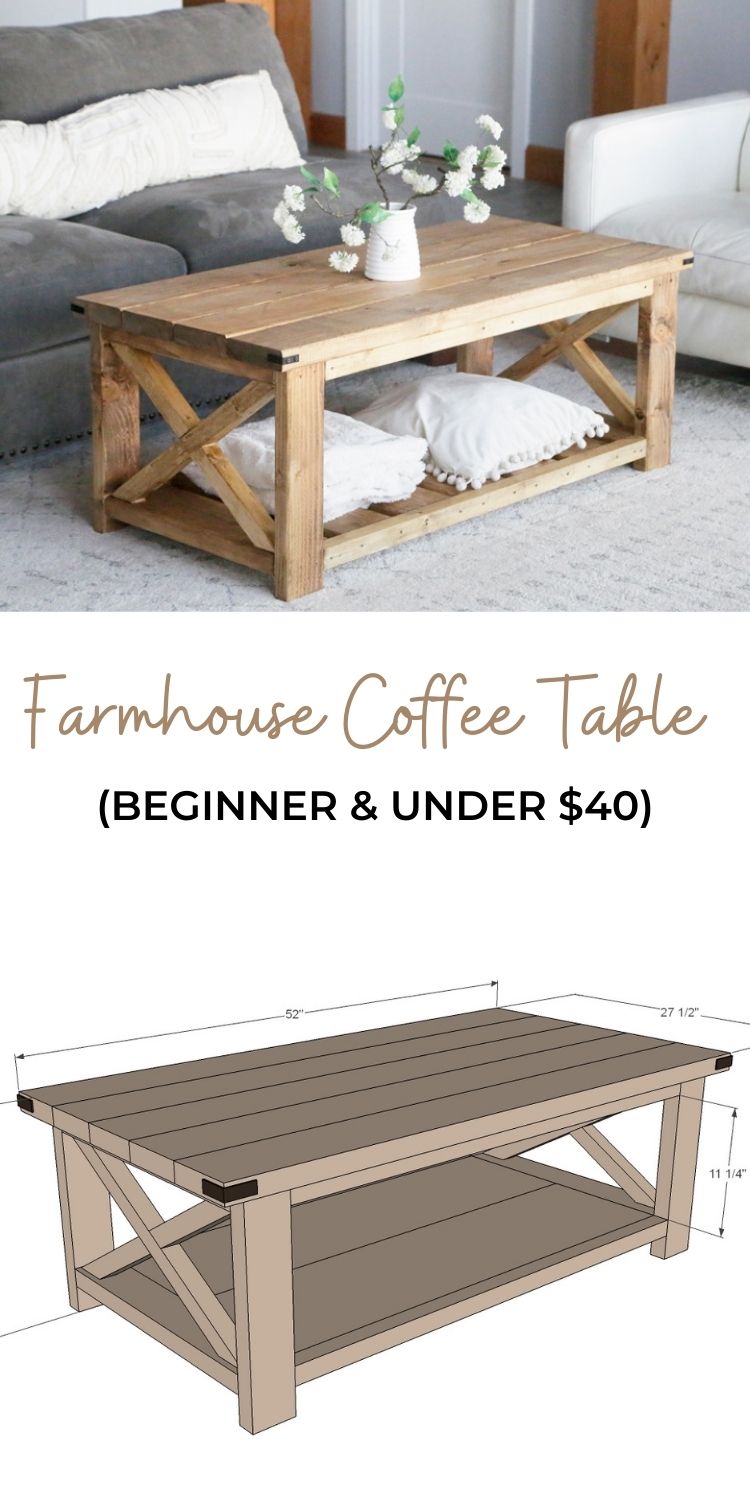 Farmhouse Coffee Table
(BEGINNER & UNDER $40)
52"
27 1/2"
11 1/4"